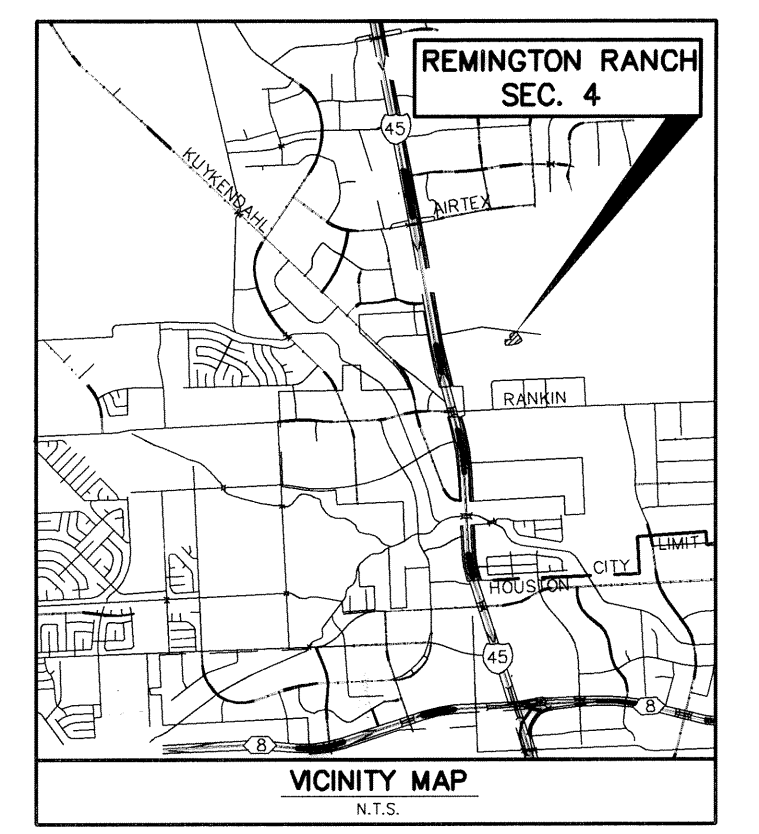 REMINGTON RANCH
SEC. 4
45
KUYKENDAHL
AIRTEX
RANKIN
LIMIT
CITY
HOUSTON
45
8
8
VICINITY MAP
N.T.S.